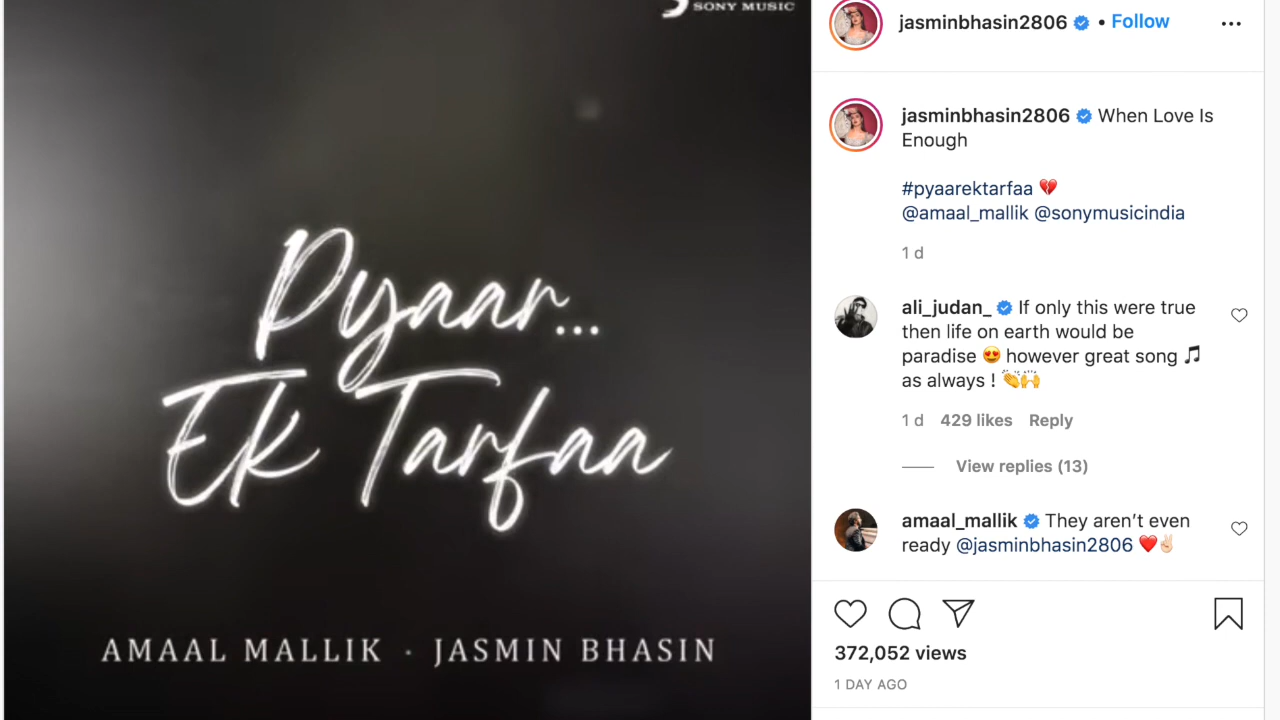 SONY MUSIC
Pyaar...
Ek Tarfaa
AMAAL MALLIK · JASMIN BHASIN
jasminbhasin2806 • Follow
jasminbhasin2806 When Love Is
Enough
#pyaarektarfaa 💔
@amaal_mallik @sonymusicindia
1 d
ali_judan_ If only this were true
then life on earth would be
paradise 😍 however great song 🎵
as always ! 👏🙌
1 d 429 likes Reply
View replies (13)
amaal_mallik They aren’t even
ready @jasminbhasin2806 ❤️✌🏻
372,052 views
1 DAY AGO